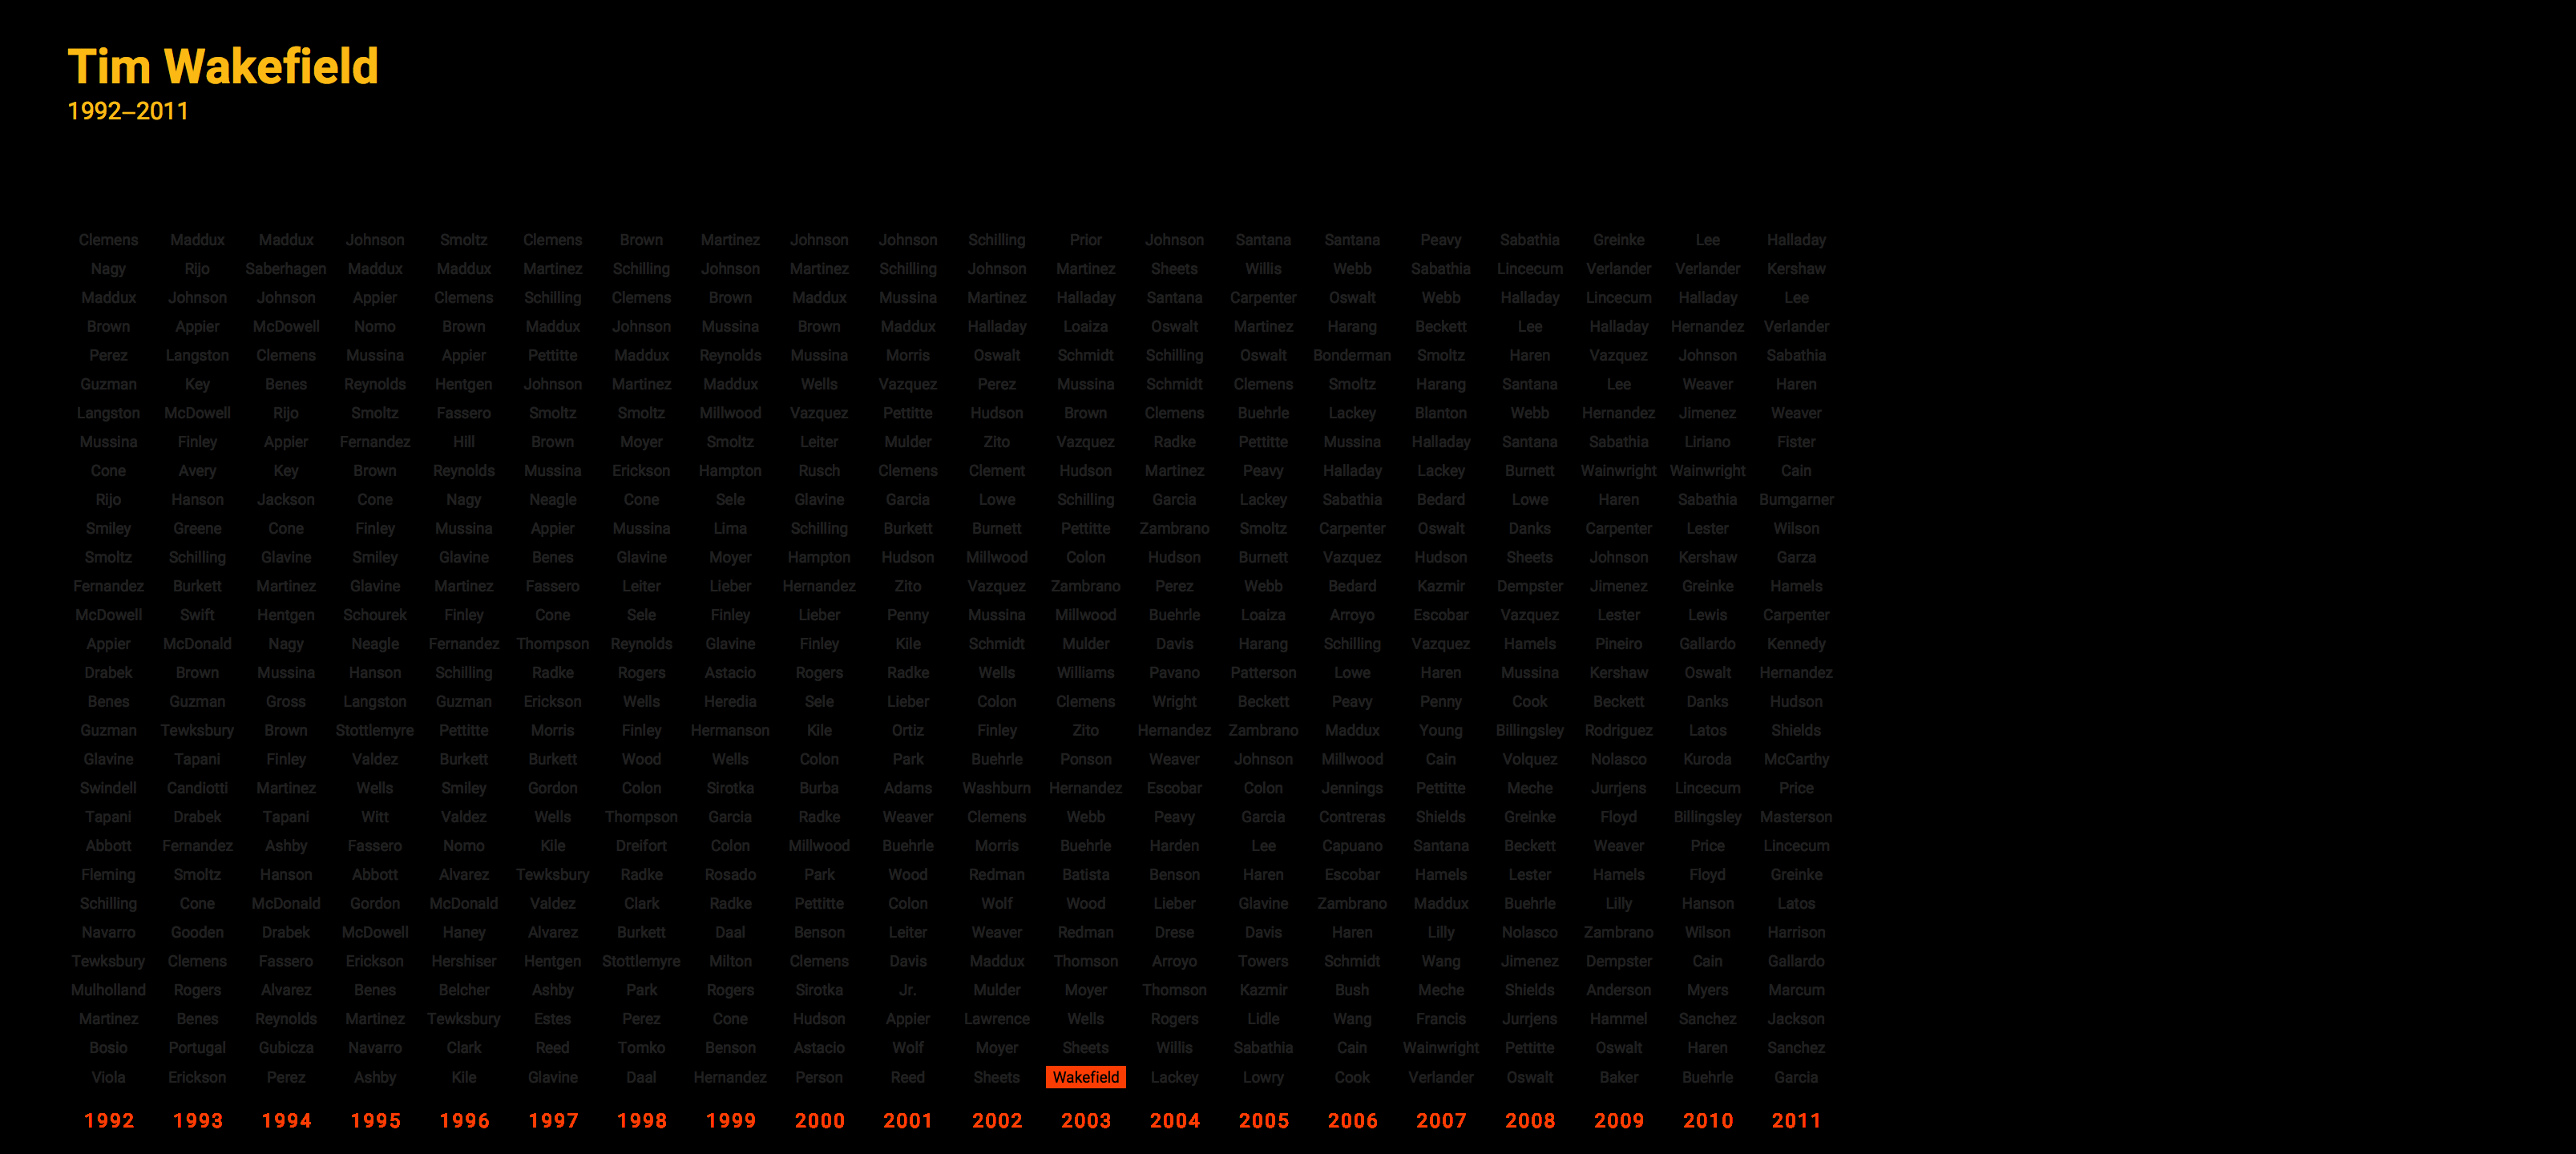 Tim Wakefield
1992–2011
Clemens Maddux Maddux Johnson Smoltz Clemens Brown Martinez Johnson Johnson Schilling Prior Johnson Santana Santana Peavy Sabathia Greinke Lee Halladay
Nagy Rijo Saberhagen Maddux Maddux Martinez Schilling Johnson Martinez Schilling Johnson Martinez Sheets Willis Webb Sabathia Lincecum Verlander Verlander Kershaw
Maddux Johnson Johnson Appier Clemens Schilling Clemens Brown Maddux Mussina Martinez Halladay Santana Carpenter Oswalt Webb Halladay Lincecum Halladay Lee
Brown Appier McDowell Nomo Brown Maddux Johnson Mussina Brown Maddux Halladay Loaiza Oswalt Martinez Harang Beckett Lee Halladay Hernandez Verlander
Perez Langston Clemens Mussina Appier Pettitte Maddux Reynolds Mussina Morris Oswalt Schmidt Schilling Oswalt Bonderman Smoltz Haren Vazquez Johnson Sabathia
Guzman Key Benes Reynolds Hentgen Johnson Martinez Maddux Wells Vazquez Perez Mussina Schmidt Clemens Smoltz Harang Santana Lee Weaver Haren
Langston McDowell Rijo Smoltz Fassero Smoltz Smoltz Millwood Vazquez Pettitte Hudson Brown Clemens Buehrle Lackey Blanton Webb Hernandez Jimenez Weaver
Mussina Finley Appier Fernandez Hill Brown Moyer Smoltz Leiter Mulder Zito Vazquez Radke Pettitte Mussina Halladay Santana Sabathia Liriano Fister
Cone Avery Key Brown Reynolds Mussina Erickson Hampton Rusch Clemens Clement Hudson Martinez Peavy Halladay Lackey Burnett Wainwright Wainwright Cain
Rijo Hanson Jackson Cone Nagy Neagle Cone Sele Glavine Garcia Lowe Schilling Garcia Lackey Sabathia Bedard Lowe Haren Sabathia Bumgarner
Smiley Greene Cone Finley Mussina Appier Mussina Lima Schilling Burkett Burnett Pettitte Zambrano Smoltz Carpenter Oswalt Danks Carpenter Lester Wilson
Smoltz Schilling Glavine Smiley Glavine Benes Glavine Moyer Hampton Hudson Millwood Colon Hudson Burnett Vazquez Hudson Sheets Johnson Kershaw Garza
Fernandez Burkett Martinez Glavine Martinez Fassero Leiter Lieber Hernandez Zito Vazquez Zambrano Perez Webb Bedard Kazmir Dempster Jimenez Greinke Hamels
McDowell Swift Hentgen Schourek Finley Cone Sele Finley Lieber Penny Mussina Millwood Buehrle Loaiza Arroyo Escobar Vazquez Lester Lewis Carpenter
Appier McDonald Nagy Neagle Fernandez Thompson Reynolds Glavine Finley Kile Schmidt Mulder Davis Harang Schilling Vazquez Hamels Pineiro Gallardo Kennedy
Drabek Brown Mussina Hanson Schilling Radke Rogers Astacio Rogers Radke Wells Williams Pavano Patterson Lowe Haren Mussina Kershaw Oswalt Hernandez
Benes Guzman Gross Langston Guzman Erickson Wells Heredia Sele Lieber Colon Clemens Wright Beckett Peavy Penny Cook Beckett Danks Hudson
Guzman Tewksbury Brown Stottlemyre Pettitte Morris Finley Hermanson Kile Ortiz Finley Zito Hernandez Zambrano Maddux Young Billingsley Rodriguez Latos Shields
Glavine Tapani Finley Valdez Burkett Burkett Wood Wells Colon Park Buehrle Ponson Weaver Johnson Millwood Cain Volquez Nolasco Kuroda McCarthy
Swindell Candiotti Martinez Wells Smiley Gordon Colon Sirotka Burba Adams Washburn Hernandez Escobar Colon Jennings Pettitte Meche Jurrjens Lincecum Price
Tapani Drabek Tapani Witt Valdez Wells Thompson Garcia Radke Weaver Clemens Webb Peavy Garcia Contreras Shields Greinke Floyd Billingsley Masterson
Abbott Fernandez Ashby Fassero Nomo Kile Dreifort Colon Millwood Buehrle Morris Buehrle Harden Lee Capuano Santana Beckett Weaver Price Lincecum
Fleming Smoltz Hanson Abbott Alvarez Tewksbury Radke Rosado Park Wood Redman Batista Benson Haren Escobar Hamels Lester Hamels Floyd Greinke
Schilling Cone McDonald Gordon McDonald Valdez Clark Radke Pettitte Colon Wolf Wood Lieber Glavine Zambrano Maddux Buehrle Lilly Hanson Latos
Navarro Gooden Drabek McDowell Haney Alvarez Burkett Daal Benson Leiter Weaver Redman Drese Davis Haren Lilly Nolasco Zambrano Wilson Harrison
Tewksbury Clemens Fassero Erickson Hershiser Hentgen Stottlemyre Milton Clemens Davis Maddux Thomson Arroyo Towers Schmidt Wang Jimenez Dempster Cain Gallardo
Mulholland Rogers Alvarez Benes Belcher Ashby Park Rogers Sirotka Jr. Mulder Moyer Thomson Kazmir Bush Meche Shields Anderson Myers Marcum
Martinez Benes Reynolds Martinez Tewksbury Estes Perez Cone Hudson Appier Lawrence Wells Rogers Lidle Wang Francis Jurrjens Hammel Sanchez Jackson
Bosio Portugal Gubicza Navarro Clark Reed Tomko Benson Astacio Wolf Moyer Sheets Willis Sabathia Cain Wainwright Pettitte Oswalt Haren Sanchez
Viola Erickson Perez Ashby Kile Glavine Daal Hernandez Person Reed Sheets Wakefield Lackey Lowry Cook Verlander Oswalt Baker Buehrle Garcia
1992 1993 1994 1995 1996 1997 1998 1999 2000 2001 2002 2003 2004 2005 2006 2007 2008 2009 2010 2011